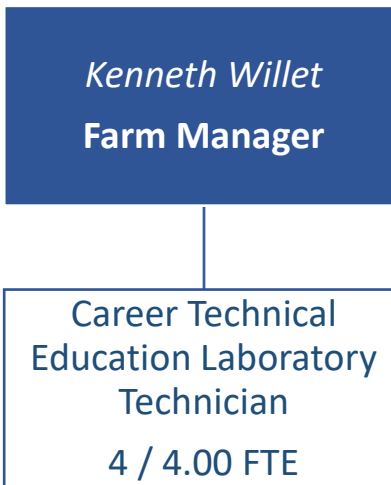 Kenneth Willet
Farm Manager
Career Technical
Education Laboratory
Technician
4 / 4.00 FTE